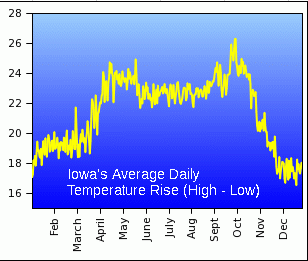 28
26
24
22
20
18
16
Iowa's Average Daily
Temperature Rise (High - Low)
Feb
March
April
May
June
July
Aug
Sept
Oct
Nov
Dec